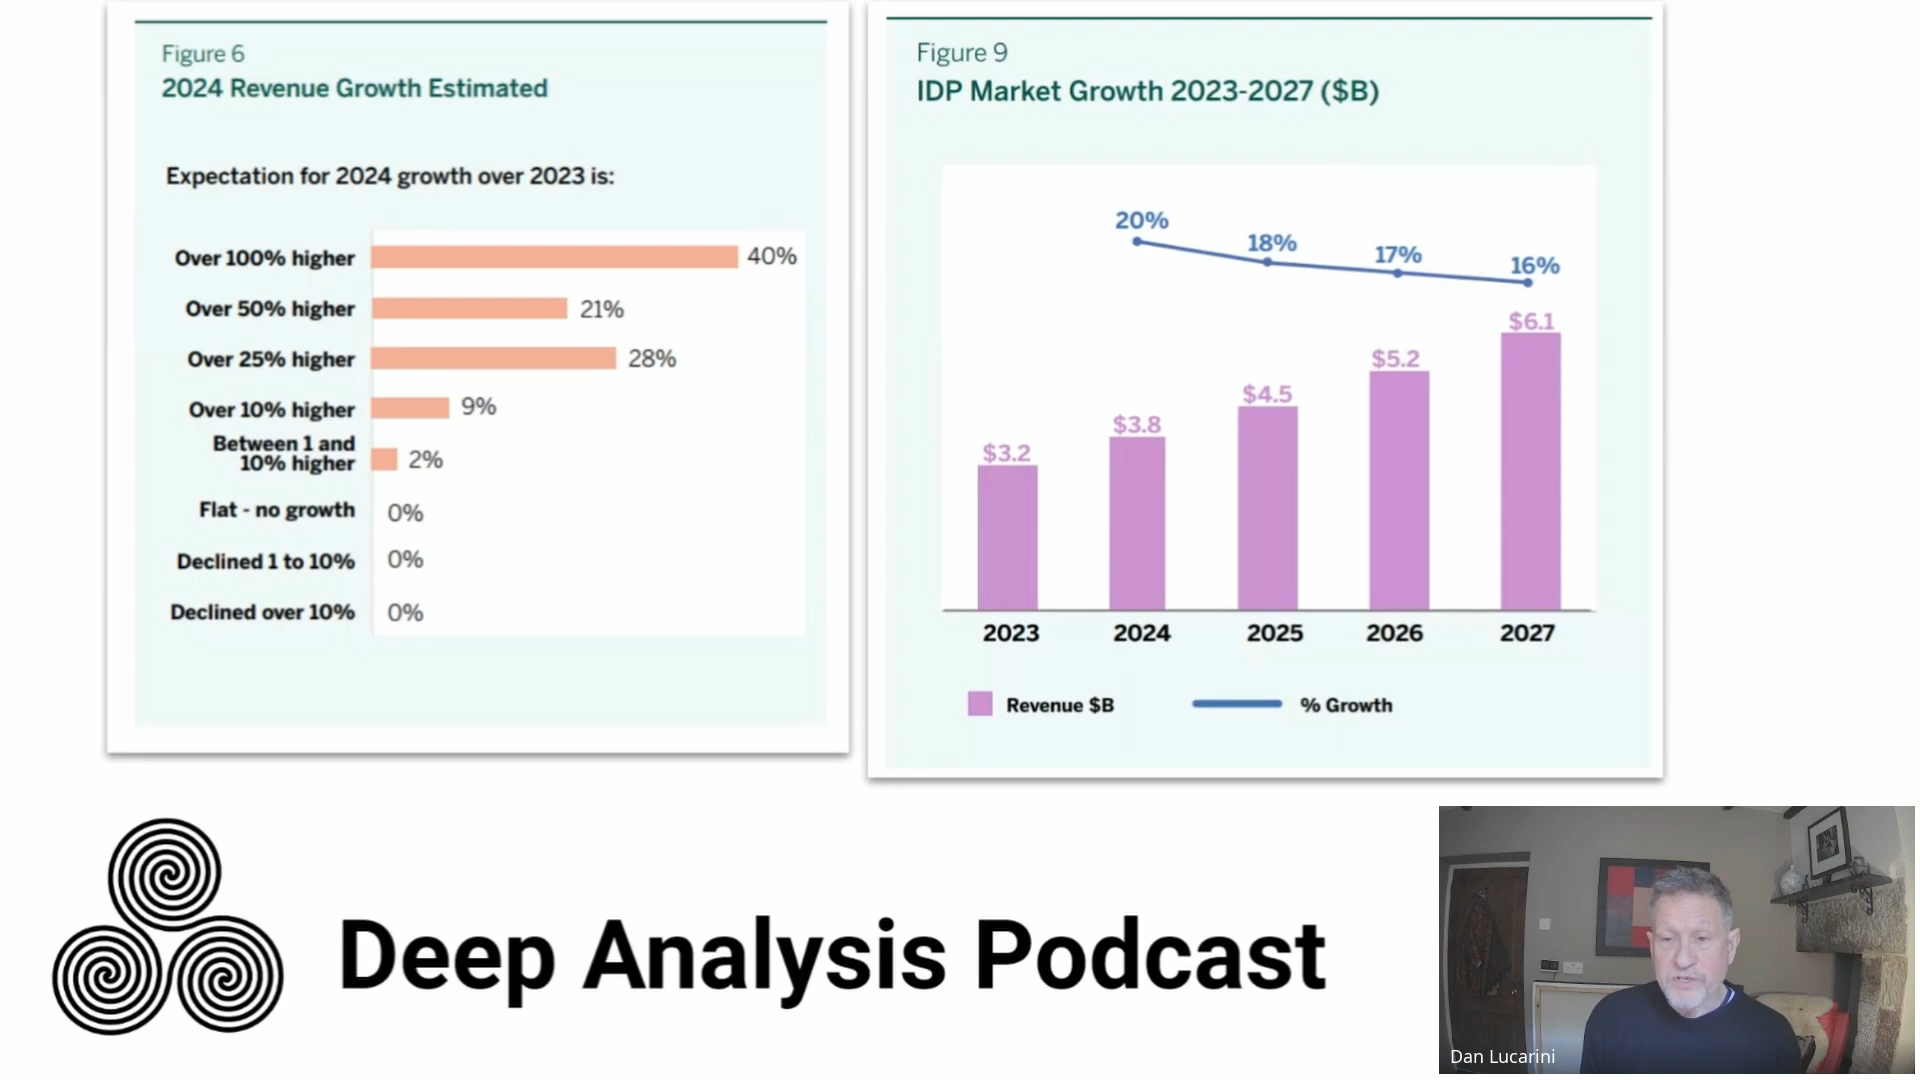 Figure 6
2024 Revenue Growth Estimated
Expectation for 2024 growth over 2023 is:
Over 100% higher 40%
Over 50% higher 21%
Over 25% higher 28%
Over 10% higher 9%
Between 1 and
10% higher 2%
Flat - no growth 0%
Declined 1 to 10% 0%
Declined over 10% 0%
Figure 9
IDP Market Growth 2023-2027 ($B)
20% 18% 17% 16%
$3.2 $3.8 $4.5 $5.2 $6.1
2023 2024 2025 2026 2027
Revenue $B % Growth
Deep Analysis Podcast
Dan Lucarini